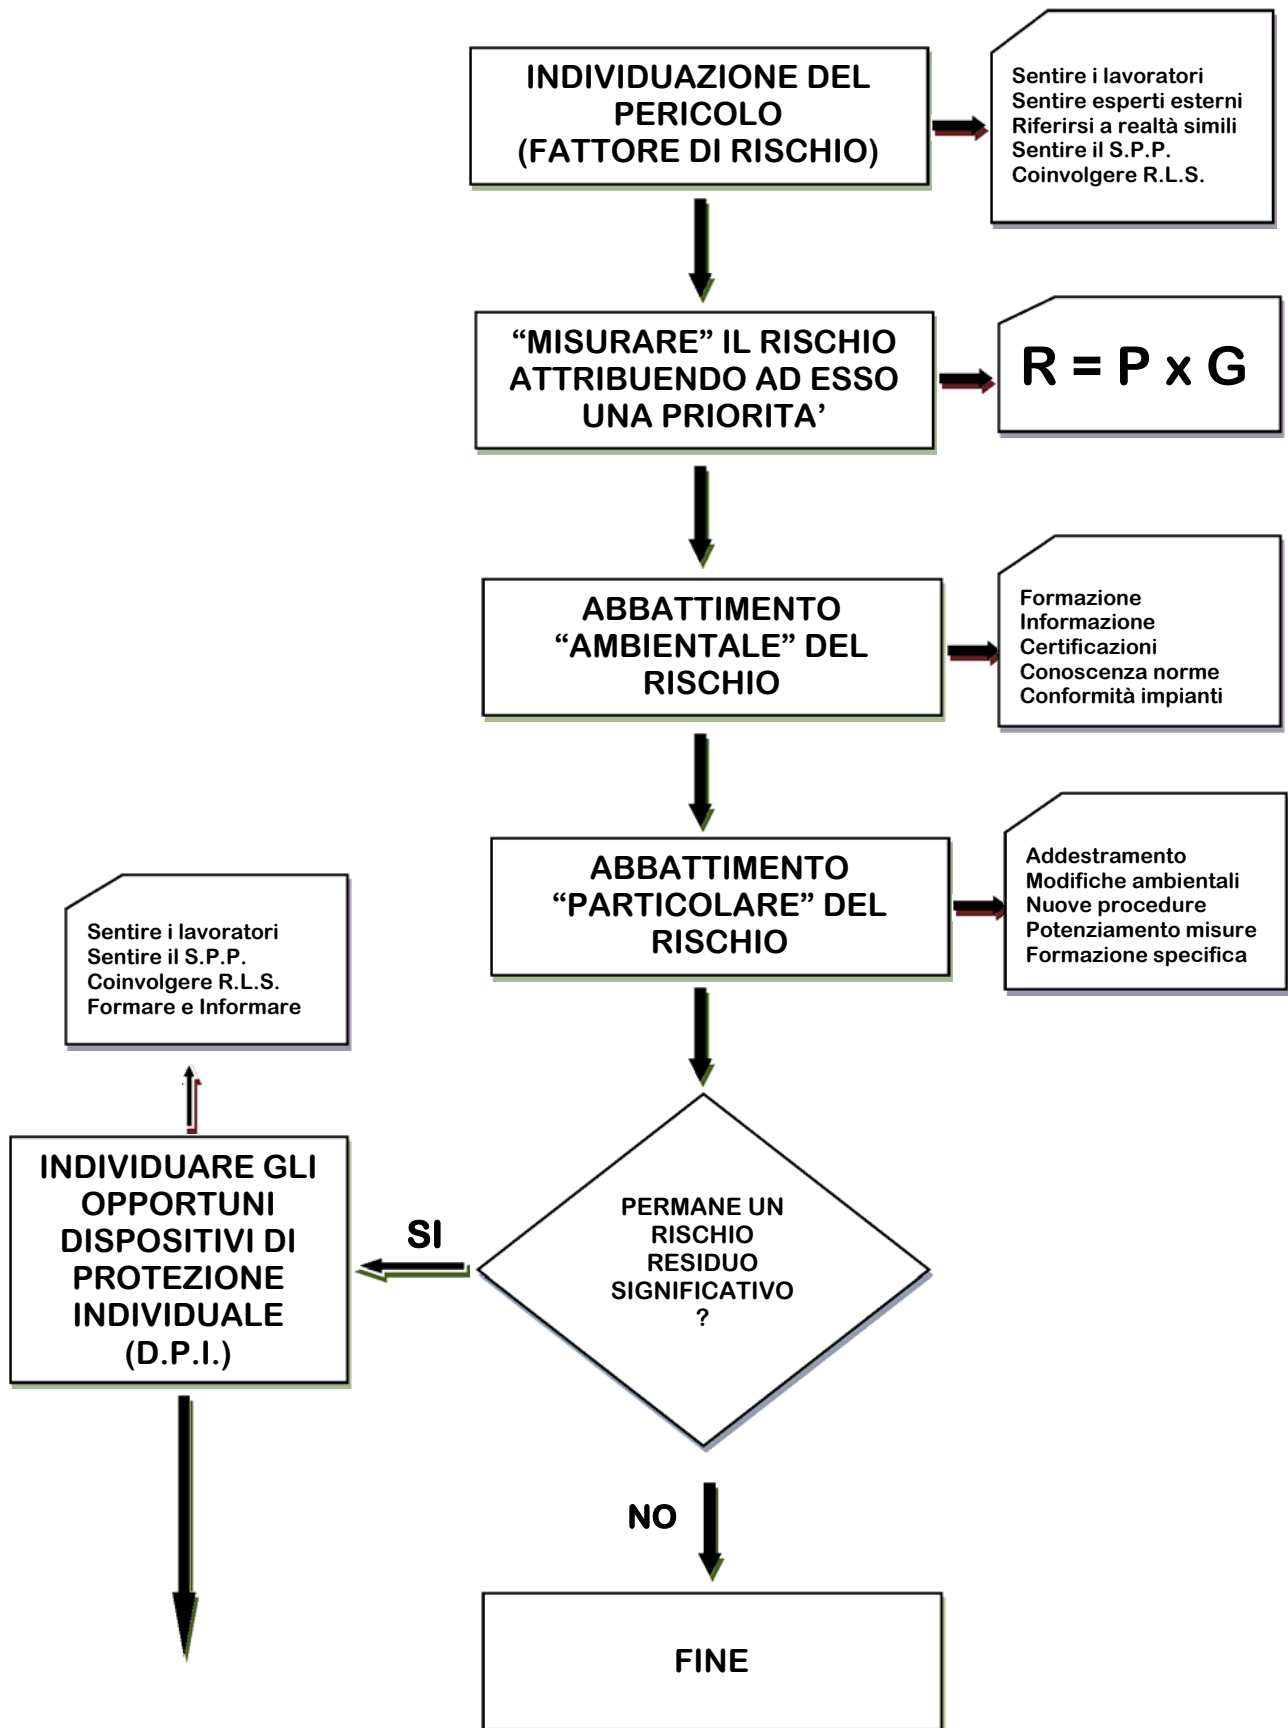 INDIVIDUAZIONE DEL
PERICOLO
(FATTORE DI RISCHIO)
Sentire i lavoratori
Sentire esperti esterni
Riferirsi a realtà simili
Sentire il S.P.P.
Coinvolgere R.L.S.
“MISURARE” IL RISCHIO
ATTRIBUENDO AD ESSO
UNA PRIORITA’
R = P x G
ABBATTIMENTO
“AMBIENTALE” DEL
RISCHIO
Formazione
Informazione
Certificazioni
Conoscenza norme
Conformità impianti
ABBATTIMENTO
“PARTICOLARE” DEL
RISCHIO
Addestramento
Modifiche ambientali
Nuove procedure
Potenziamento misure
Formazione specifica
Sentire i lavoratori
Sentire il S.P.P.
Coinvolgere R.L.S.
Formare e Informare
INDIVIDUARE GLI
OPPORTUNI
DISPOSITIVI DI
PROTEZIONE
INDIVIDUALE
(D.P.I.)
SI
PERMANE UN
RISCHIO
RESIDUO
SIGNIFICATIVO
?
NO
FINE